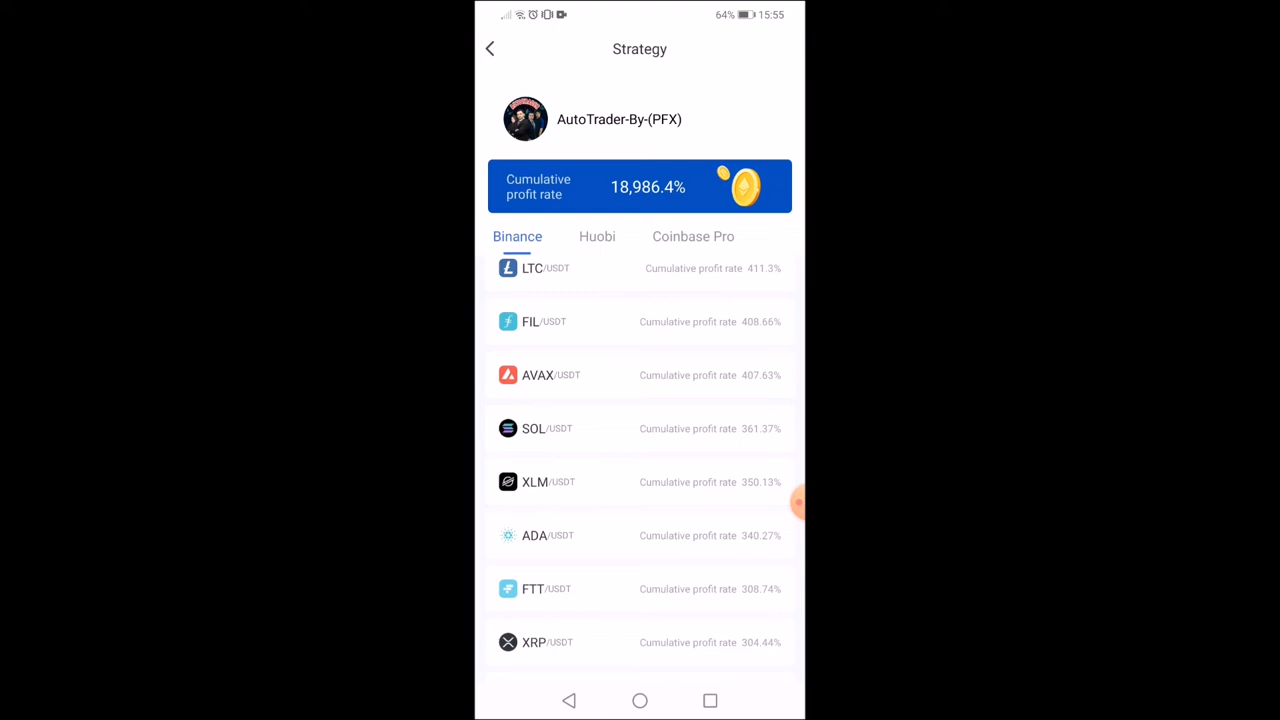 64% 15:55
Strategy
AutoTrader-By-(PFX)
Cumulative
profit rate
18,986.4%
Binance Huobi Coinbase Pro
LTC/USDT Cumulative profit rate 411.3%
FIL/USDT Cumulative profit rate 408.66%
AVAX/USDT Cumulative profit rate 407.63%
SOL/USDT Cumulative profit rate 361.37%
XLM/USDT Cumulative profit rate 350.13%
ADA/USDT Cumulative profit rate 340.27%
FTT/USDT Cumulative profit rate 308.74%
XRP/USDT Cumulative profit rate 304.44%